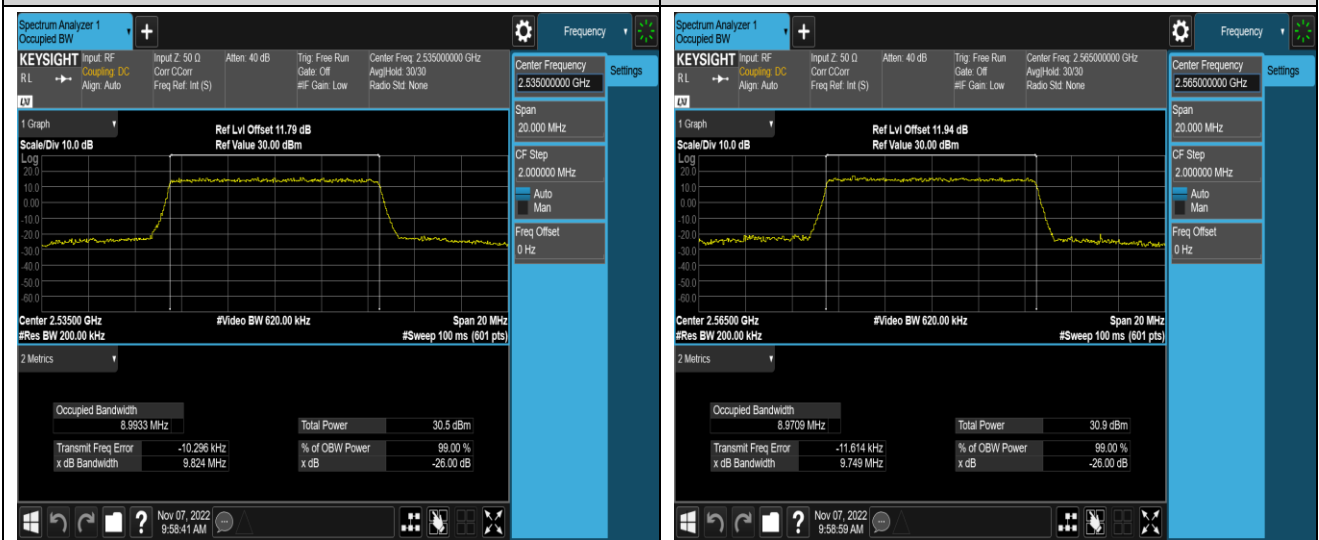 Spectrum Analyzer 1
Occupied BW
+
Frequency
KEYSIGHT Input: RF Input Z: 50 Ω Atten: 40 dB Trig: Free Run Center Freq: 2.535000000 GHz
RL Coupling: DC Corr CCorr Gate: Off Avg|Hold: 30/30
Align: Auto Freq Ref: Int (S) #IF Gain: Low Radio Std: None
LXI
Center Frequency
2.535000000 GHz
Settings
Span
20.000 MHz
CF Step
2.000000 MHz
Auto
Man
Freq Offset
0 Hz
1 Graph
Ref Lvl Offset 11.79 dB
Scale/Div 10.0 dB Ref Value 30.00 dBm
Log
20.0
10.0
0.00
-10.0
-20.0
-30.0
-40.0
-50.0
-60.0
Center 2.53500 GHz #Video BW 620.00 kHz Span 20 MHz
#Res BW 200.00 kHz #Sweep 100 ms (601 pts)
2 Metrics
Occupied Bandwidth
8.9933 MHz Total Power 30.5 dBm
Transmit Freq Error -10.296 kHz % of OBW Power 99.00 %
x dB Bandwidth 9.824 MHz x dB -26.00 dB
? Nov 07, 2022
9:58:41 AM
Spectrum Analyzer 1
Occupied BW
+
Frequency
KEYSIGHT Input: RF Input Z: 50 Ω Atten: 40 dB Trig: Free Run Center Freq: 2.565000000 GHz
RL Coupling: DC Corr CCorr Gate: Off Avg|Hold: 30/30
Align: Auto Freq Ref: Int (S) #IF Gain: Low Radio Std: None
LXI
Center Frequency
2.565000000 GHz
Settings
Span
20.000 MHz
CF Step
2.000000 MHz
Auto
Man
Freq Offset
0 Hz
1 Graph
Ref Lvl Offset 11.94 dB
Scale/Div 10.0 dB Ref Value 30.00 dBm
Log
20.0
10.0
0.00
-10.0
-20.0
-30.0
-40.0
-50.0
-60.0
Center 2.56500 GHz #Video BW 620.00 kHz Span 20 MHz
#Res BW 200.00 kHz #Sweep 100 ms (601 pts)
2 Metrics
Occupied Bandwidth
8.9709 MHz Total Power 30.9 dBm
Transmit Freq Error -11.614 kHz % of OBW Power 99.00 %
x dB Bandwidth 9.749 MHz x dB -26.00 dB
? Nov 07, 2022
9:58:59 AM